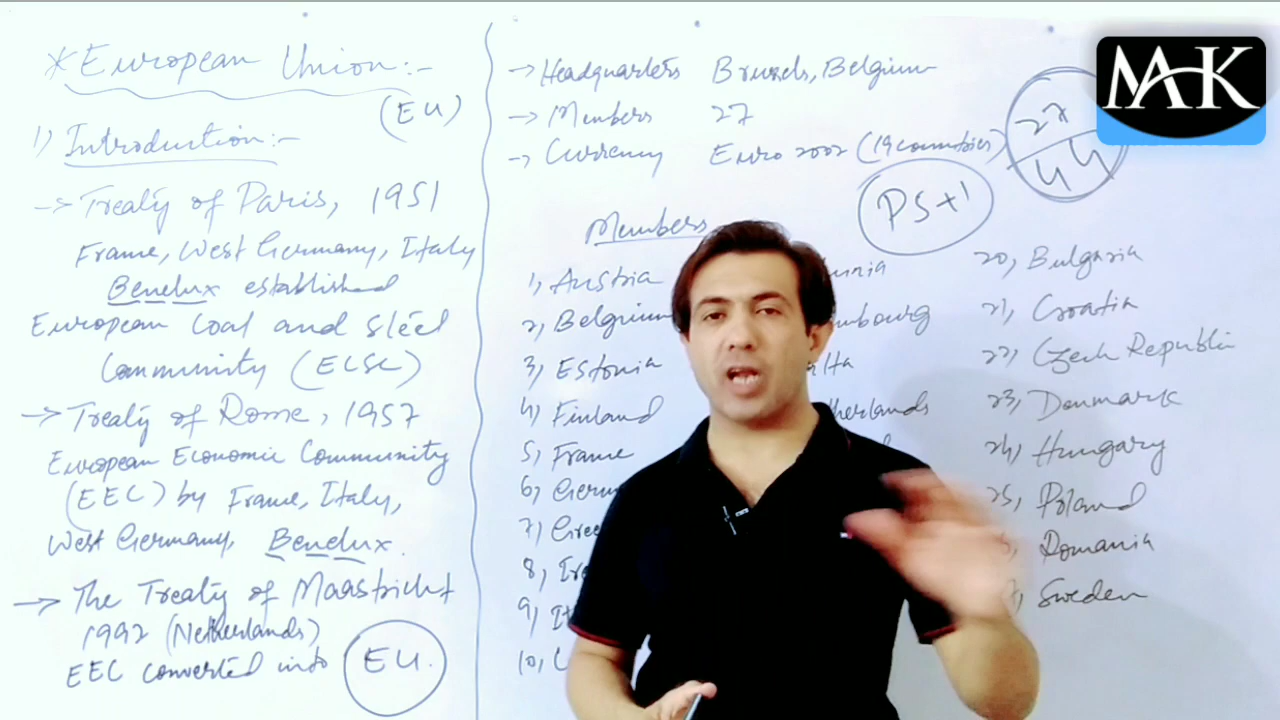 *European Union:-
(EU)
1) Introduction:-
-> Treaty of Paris, 1951
France, West Germany, Italy
Benelux established
European Coal and Steel
Community (ECSC)
-> Treaty of Rome, 1957
European Economic Community
(EEC) by France, Italy,
West Germany, Benelux.
-> The Treaty of Maastricht
1992 (Netherlands)
EEC converted into EU.
-> Headquarters Brussels, Belgium
-> Members 27
-> Currency Euro 2002 (19 countries)
27
44
PS+1
MAK
Members
1, Austria
2, Belgium
3, Estonia
4, Finland
5, France
6,
7,
8,
9,
10,
20, Bulgaria
21, Croatia
22, Czech Republic
23, Denmark
24, Hungary
25, Poland
Romania
Sweden